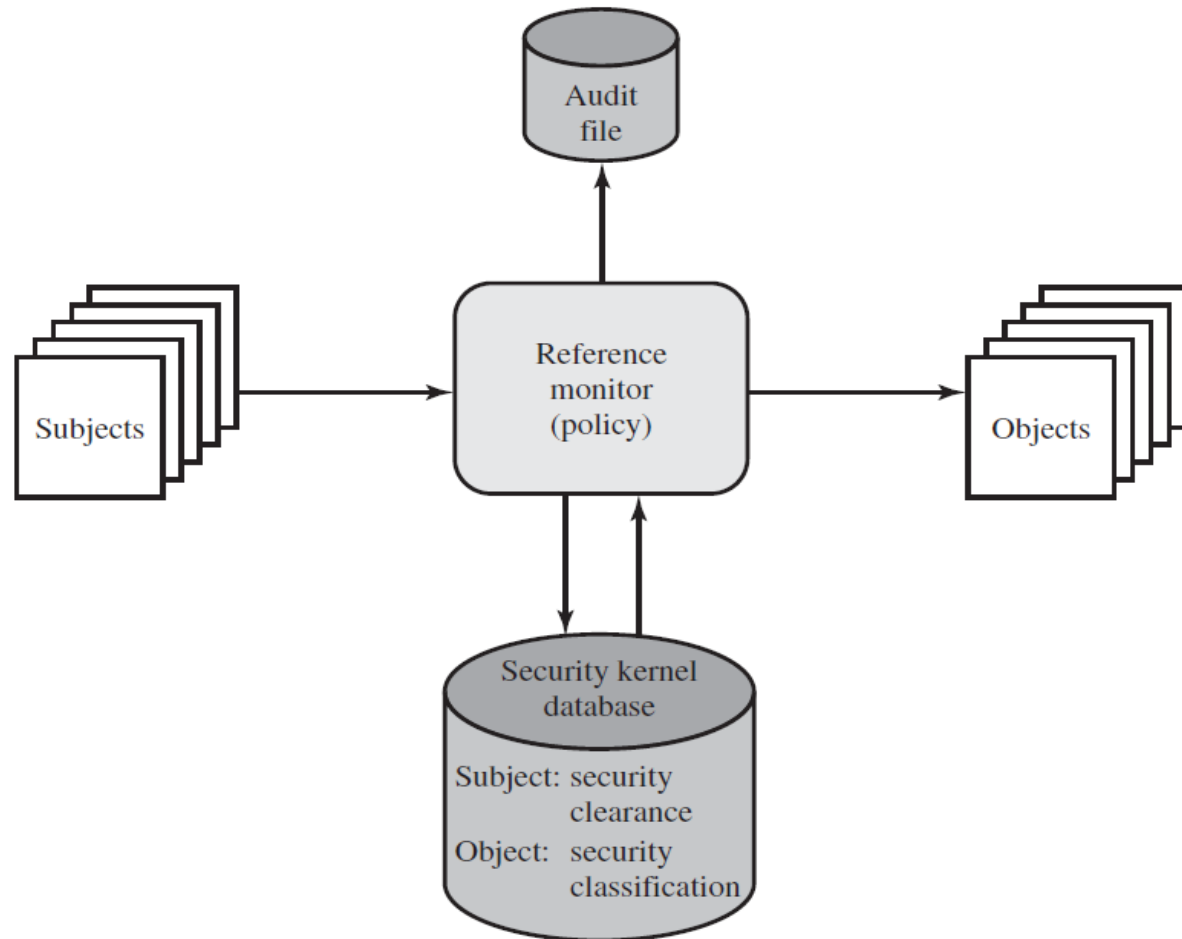 Audit
file
Reference
monitor
(policy)
Subjects
Objects
Security kernel
database
Subject: security
clearance
Object: security
classification